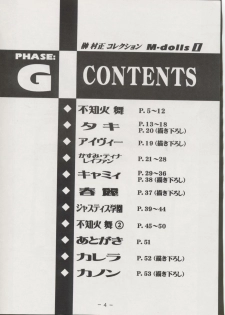 榊村正 コレクション M-dolls 1
PHASE:
G
CONTENTS
◆ 不知火 舞 P.5〜12
◆ タキ P.13〜18
P.20 (描き下ろし)
◆ アイヴィー P.19 (描き下ろし)
◆ かすみ・ティナ
レイファン P.21〜28
◆ キャミィ P.29〜36
P.38 (描き下ろし)
◆ 春麗 P.37 (描き下ろし)
◆ ジャスティス学園 P.39〜44
◆ 不知火 舞 ② P.45〜50
◆ あとがき P.51
◆ カレラ P.52 (描き下ろし)
◆ カノン P.53 (描き下ろし)
- 4 -